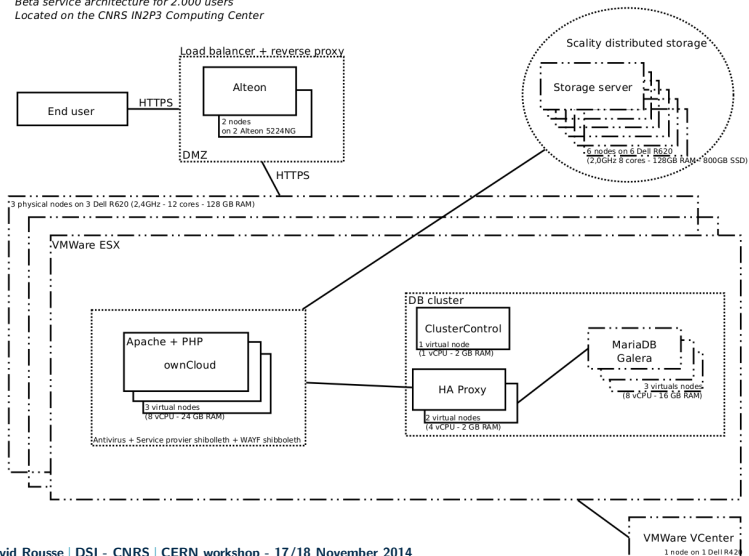 Beta service architecture for 2.000 users
Located on the CNRS IN2P3 Computing Center
Load balancer + reverse proxy
Alteon
2 nodes
on 2 Alteon 5224NG
DMZ
End user
HTTPS
HTTPS
Scality distributed storage
Storage server
6 nodes on 6 Dell R620
(2,0GHz 8 cores - 128GB RAM - 800GB SSD)
3 physical nodes on 3 Dell R620 (2,4GHz - 12 cores - 128 GB RAM)
VMWare ESX
Apache + PHP
ownCloud
3 virtual nodes
(8 vCPU - 24 GB RAM)
Antivirus + Service provier shibolleth + WAYF shibboleth
DB cluster
ClusterControl
1 virtual node
(1 vCPU - 2 GB RAM)
HA Proxy
2 virtual nodes
(4 vCPU - 2 GB RAM)
MariaDB
Galera
3 virtuals nodes
(8 vCPU - 16 GB RAM)
VMWare VCenter
1 node on 1 Dell R420
vid Rousse | DSI - CNRS | CERN workshop - 17/18 November 2014